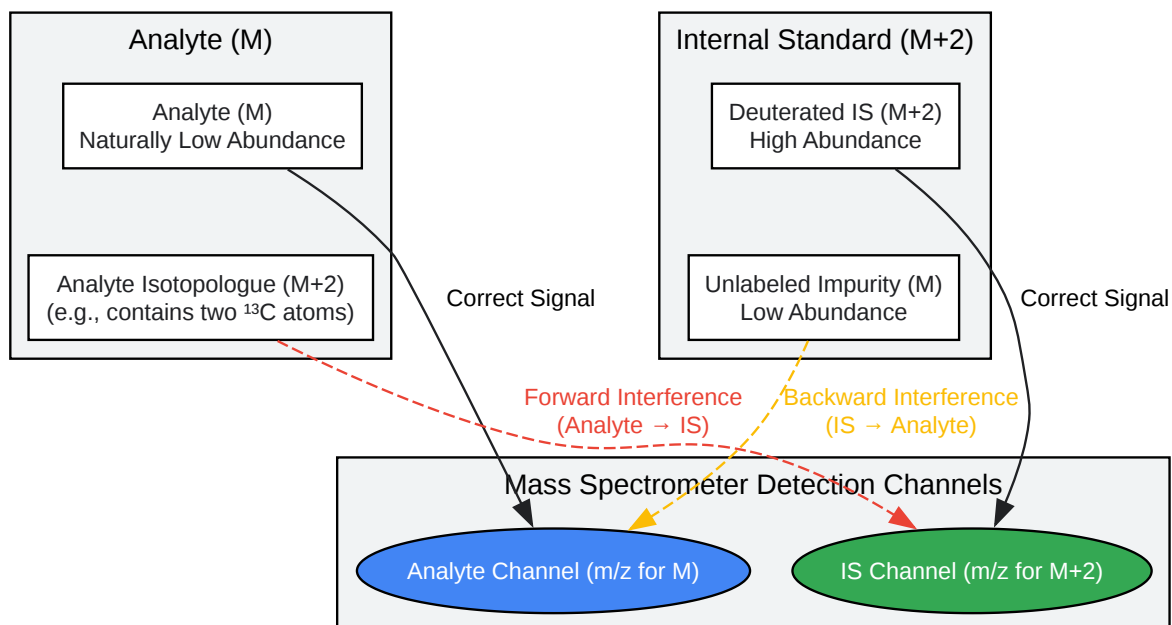 Analyte (M)
Analyte (M)
Naturally Low Abundance
Analyte Isotopologue (M+2)
(e.g., contains two ¹³C atoms)
Internal Standard (M+2)
Deuterated IS (M+2)
High Abundance
Unlabeled Impurity (M)
Low Abundance
Correct Signal
Correct Signal
Forward Interference
(Analyte → IS)
Backward Interference
(IS → Analyte)
Mass Spectrometer Detection Channels
Analyte Channel (m/z for M)
IS Channel (m/z for M+2)